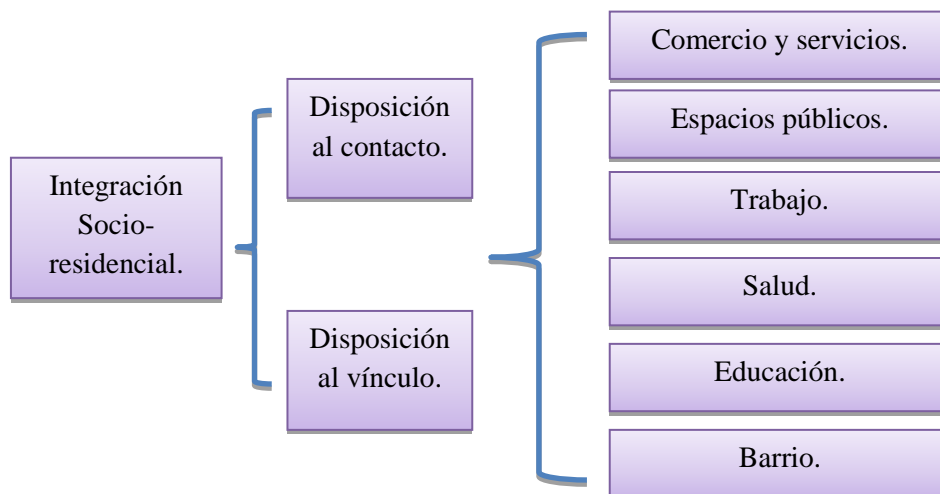 Integración
Socio-
residencial.
Disposición
al contacto.
Disposición
al vínculo.
Comercio y servicios.
Espacios públicos.
Trabajo.
Salud.
Educación.
Barrio.